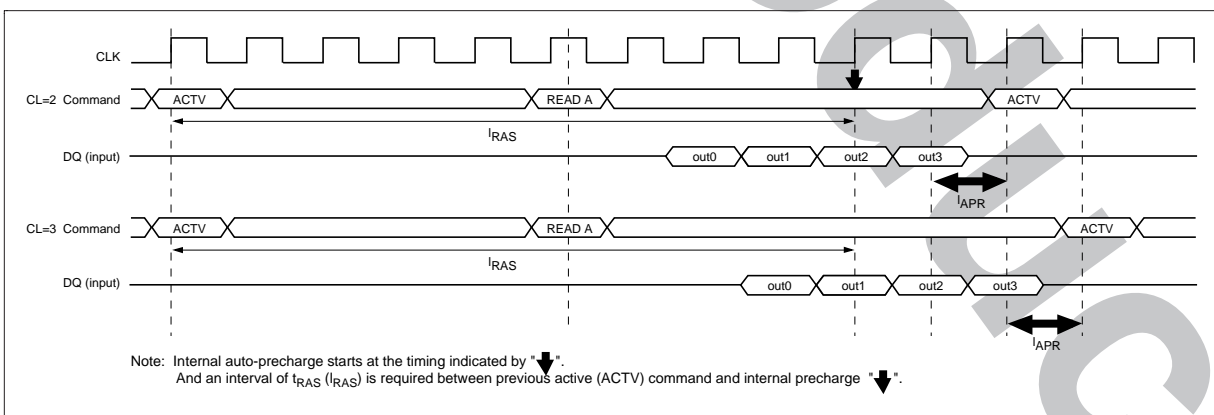 CLK
CL=2 Command ACTV READ A ACTV
lRAS
DQ (input) out0 out1 out2 out3
lAPR
CL=3 Command ACTV READ A ACTV
lRAS
DQ (input) out0 out1 out2 out3
lAPR
Note: Internal auto-precharge starts at the timing indicated by " ".
And an interval of tRAS (lRAS) is required between previous active (ACTV) command and internal precharge " ".